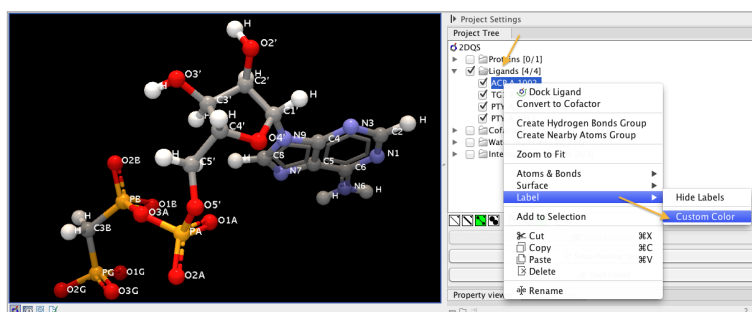 Project Settings
Project Tree
2DQS
Proteins [0/1]
Ligands [4/4]
ACP A 1002
TG1
PTY
PTY
Cofa
Wat
Inte
Dock Ligand
Convert to Cofactor
Create Hydrogen Bonds Group
Create Nearby Atoms Group
Zoom to Fit
Atoms & Bonds
Surface
Label
Hide Labels
Custom Color
Add to Selection
Cut ⌘X
Copy ⌘C
Paste ⌘V
Delete
Rename
Property view
H
O2'
H
O3'
C2'
H
H
C3'
H
C1'
H
C4'
O4'
N9
N3
C4
C2
H
O2B
H
C5'
H
C8
N7
C5
C6
N1
N6
H
H
PB
O1B
O3A
O5'
O1A
H
H
C3B
PA
O2A
PG
O1G
O2G
O3G